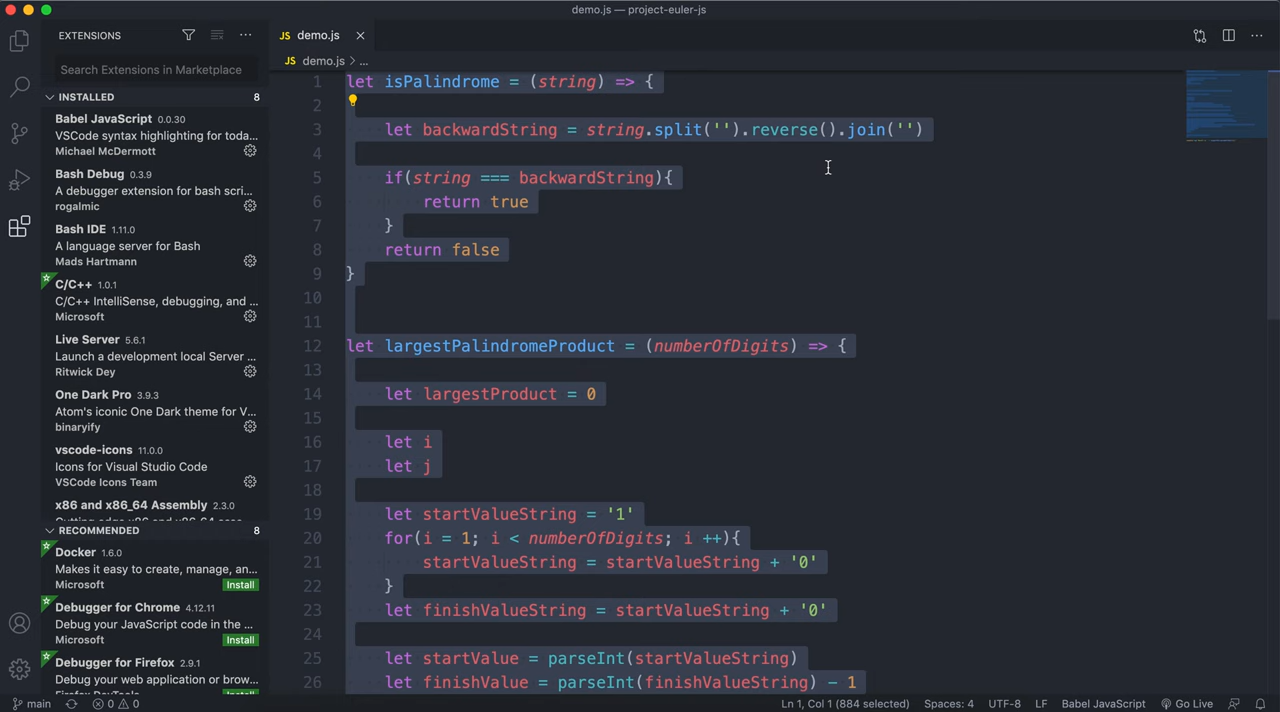 demo.js — project-euler-js
EXTENSIONS
Search Extensions in Marketplace
INSTALLED 8
Babel JavaScript 0.0.30
VSCode syntax highlighting for toda...
Michael McDermott
Bash Debug 0.3.9
A debugger extension for bash scri...
rogalmic
Bash IDE 1.11.0
A language server for Bash
Mads Hartmann
C/C++ 1.0.1
C/C++ IntelliSense, debugging, and ...
Microsoft
Live Server 5.6.1
Launch a development local Server ...
Ritwick Dey
One Dark Pro 3.9.3
Atom's iconic One Dark theme for V...
binaryify
vscode-icons 11.0.0
Icons for Visual Studio Code
VSCode Icons Team
x86 and x86_64 Assembly 2.3.0
RECOMMENDED 8
Docker 1.6.0
Makes it easy to create, manage, an...
Microsoft Install
Debugger for Chrome 4.12.11
Debug your JavaScript code in the ...
Microsoft Install
Debugger for Firefox 2.9.1
Debug your web application or brow...
JS demo.js
JS demo.js > ...
1 let isPalindrome = (string) => {
2
3 let backwardString = string.split('').reverse().join('')
4
5 if(string === backwardString){
6 return true
7 }
8 return false
9 }
10
11
12 let largestPalindromeProduct = (numberOfDigits) => {
13
14 let largestProduct = 0
15
16 let i
17 let j
18
19 let startValueString = '1'
20 for(i = 1; i < numberOfDigits; i ++){
21 startValueString = startValueString + '0'
22 }
23 let finishValueString = startValueString + '0'
24
25 let startValue = parseInt(startValueString)
26 let finishValue = parseInt(finishValueString) - 1
main 0 0 Ln 1, Col 1 (884 selected) Spaces: 4 UTF-8 LF Babel JavaScript Go Live